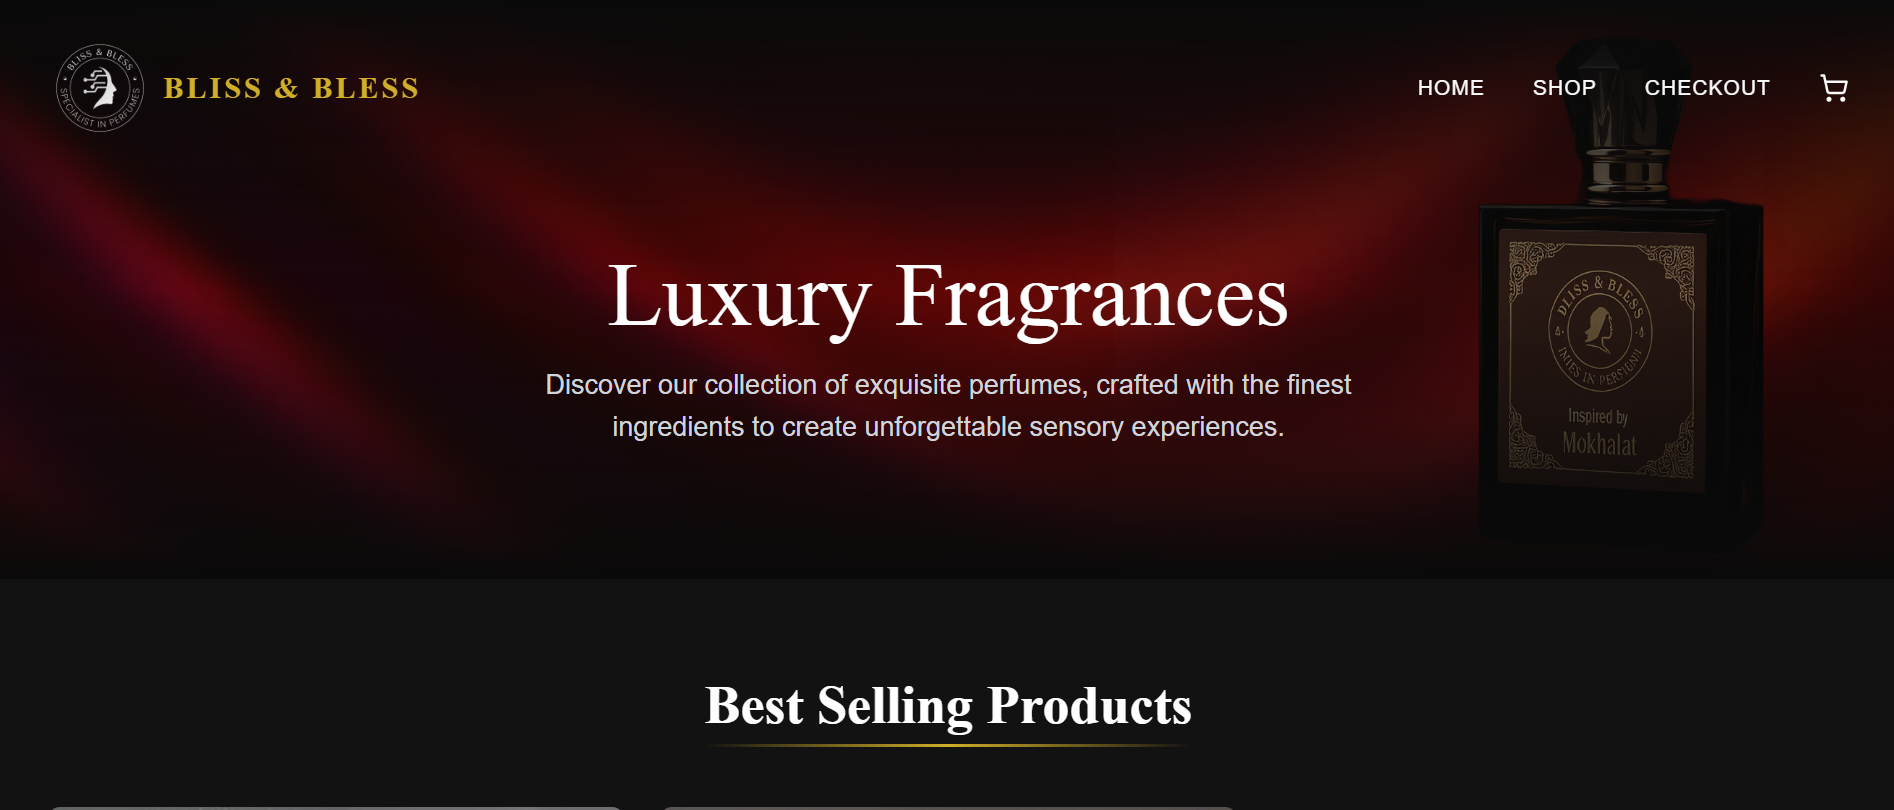 BLISS & BLESS
SPECIALIST IN PERFUMES
BLISS & BLESS
HOME SHOP CHECKOUT
Luxury Fragrances
Discover our collection of exquisite perfumes, crafted with the finest
ingredients to create unforgettable sensory experiences.
BLISS & BLESS
Inspired by
Mokhalat
Best Selling Products